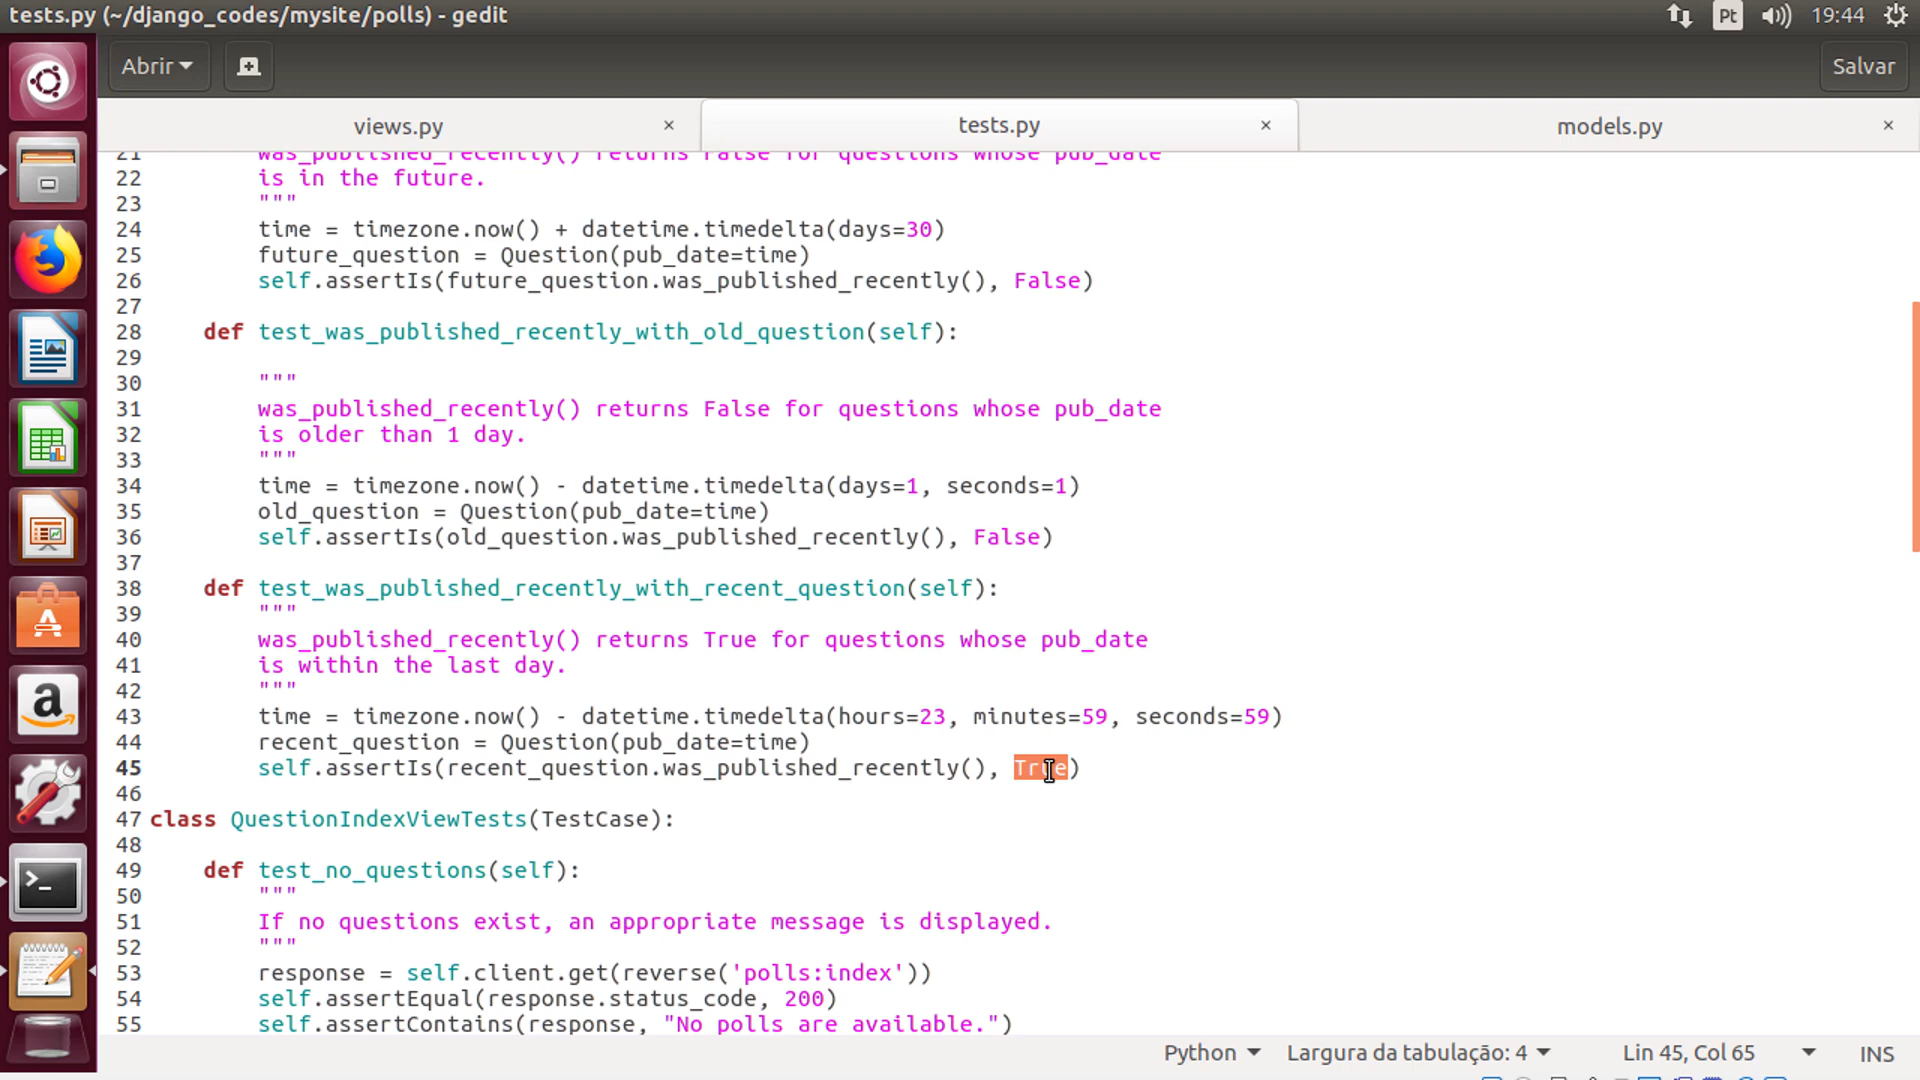 tests.py (~/django_codes/mysite/polls) - gedit
Pt
19:44
Abrir
Salvar
views.py ×
tests.py ×
models.py ×
21 was_published_recently() returns False for questions whose pub_date
22 is in the future.
23 """
24 time = timezone.now() + datetime.timedelta(days=30)
25 future_question = Question(pub_date=time)
26 self.assertIs(future_question.was_published_recently(), False)
27
28 def test_was_published_recently_with_old_question(self):
29
30 """
31 was_published_recently() returns False for questions whose pub_date
32 is older than 1 day.
33 """
34 time = timezone.now() - datetime.timedelta(days=1, seconds=1)
35 old_question = Question(pub_date=time)
36 self.assertIs(old_question.was_published_recently(), False)
37
38 def test_was_published_recently_with_recent_question(self):
39 """
40 was_published_recently() returns True for questions whose pub_date
41 is within the last day.
42 """
43 time = timezone.now() - datetime.timedelta(hours=23, minutes=59, seconds=59)
44 recent_question = Question(pub_date=time)
45 self.assertIs(recent_question.was_published_recently(), True)
46
47 class QuestionIndexViewTests(TestCase):
48
49 def test_no_questions(self):
50 """
51 If no questions exist, an appropriate message is displayed.
52 """
53 response = self.client.get(reverse('polls:index'))
54 self.assertEqual(response.status_code, 200)
55 self.assertContains(response, "No polls are available.")
Python
Largura da tabulação: 4
Lin 45, Col 65
INS